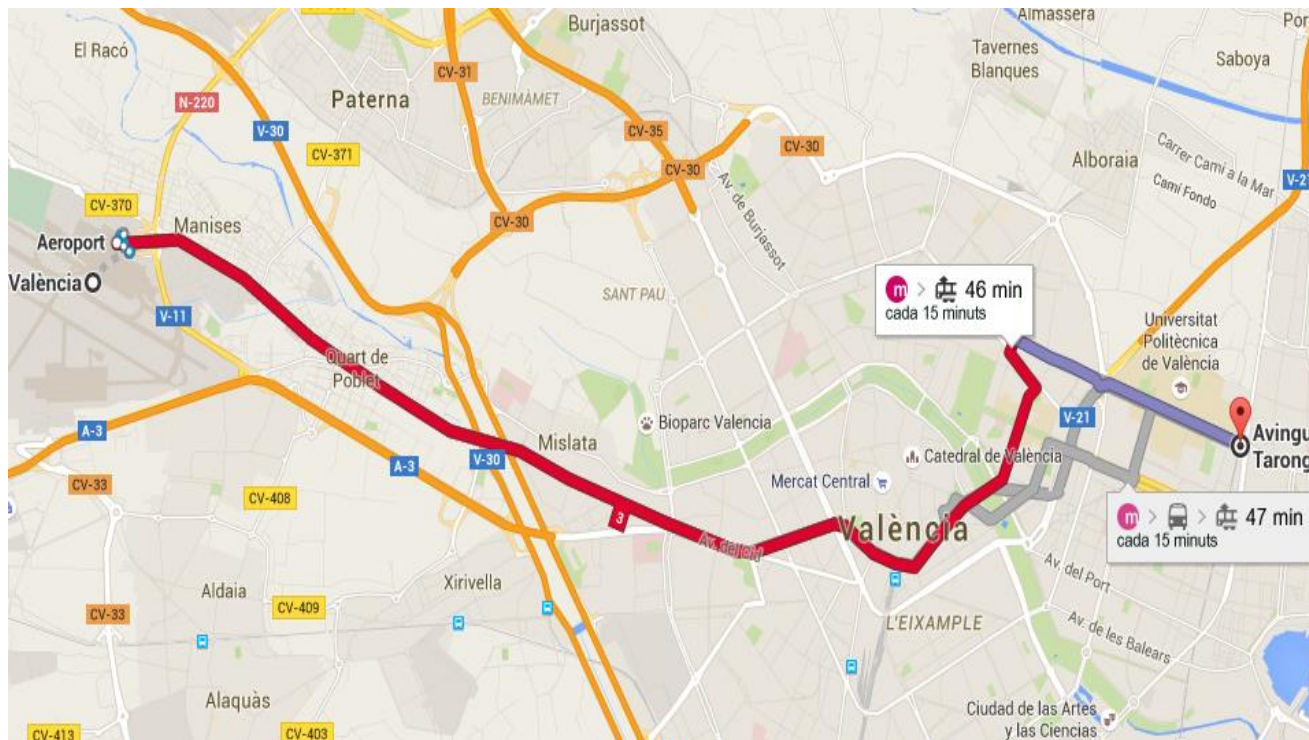 Burjassot
Almàssera
El Racó
CV-31
Tavernes
Blanques
Saboya
Paterna
BENIMÀMET
N-220
V-30
CV-35
CV-30
CV-371
CV-30
Alboraia
Carrer Camí a la Mar
Camí Fondo
V-21
Av. de Burjassot
CV-370
Manises
CV-30
Aeroport
València
SANT PAU
m > 46 min
cada 15 minuts
V-11
Universitat
Politècnica
de València
Quart de
Poblet
V-21
Bioparc Valencia
A-3
Mislata
Catedral de València
Avingu
Tarong
V-30
A-3
CV-33
CV-408
Mercat Central
3
València
m > > 47 min
cada 15 minuts
Av. del cid
Av. del Port
Xirivella
Aldaia
CV-33
CV-409
L'EIXAMPLE
Av. de les Balears
Alaquàs
Ciudad de las Artes
y las Ciencias
CV-413
CV-403